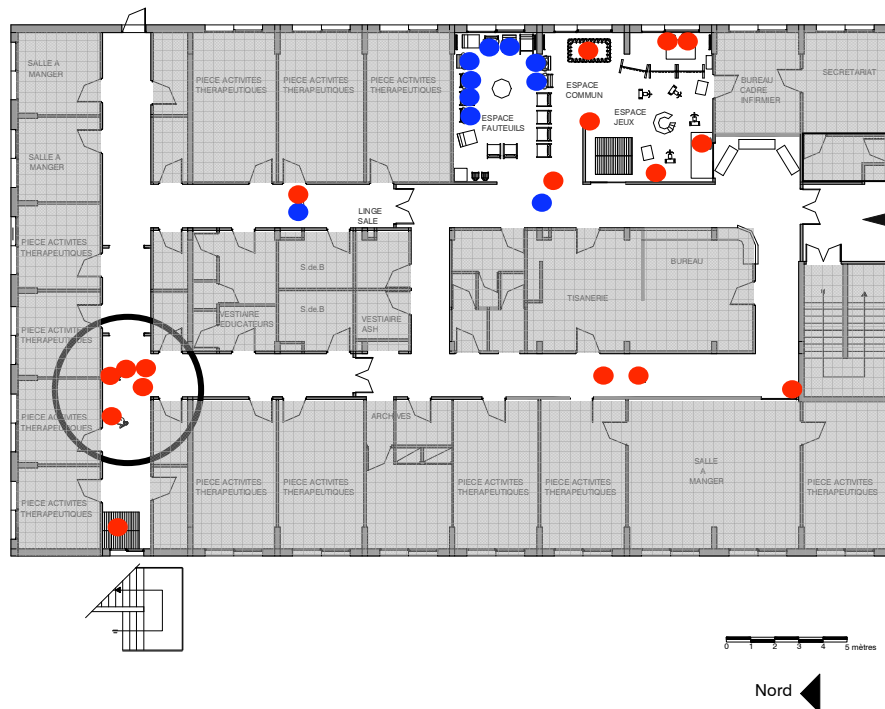 SALLE A
MANGER
PIECE ACTIVITES
THERAPEUTIQUES
PIECE ACTIVITES
THERAPEUTIQUES
PIECE ACTIVITES
THERAPEUTIQUES
ESPACE
FAUTEUILS
ESPACE
COMMUN
ESPACE
JEUX
BUREAU
CADRE
INFIRMIER
SECRETARIAT
SALLE A
MANGER
PIECE ACTIVITES
THERAPEUTIQUES
LINGE
SALE
S.de.B
S.de.B
VESTIAIRE
EDUCATEURS
VESTIAIRE
ASH
TISANERIE
BUREAU
PIECE ACTIVITES
THERAPEUTIQUES
PIECE ACTIVITES
THERAPEUTIQUES
PIECE ACTIVITES
THERAPEUTIQUES
PIECE ACTIVITES
THERAPEUTIQUES
PIECE ACTIVITES
THERAPEUTIQUES
ARCHIVES
PIECE ACTIVITES
THERAPEUTIQUES
PIECE ACTIVITES
THERAPEUTIQUES
SALLE
A
MANGER
PIECE ACTIVITES
THERAPEUTIQUES
0 1 2 3 4 5 mètres
Nord